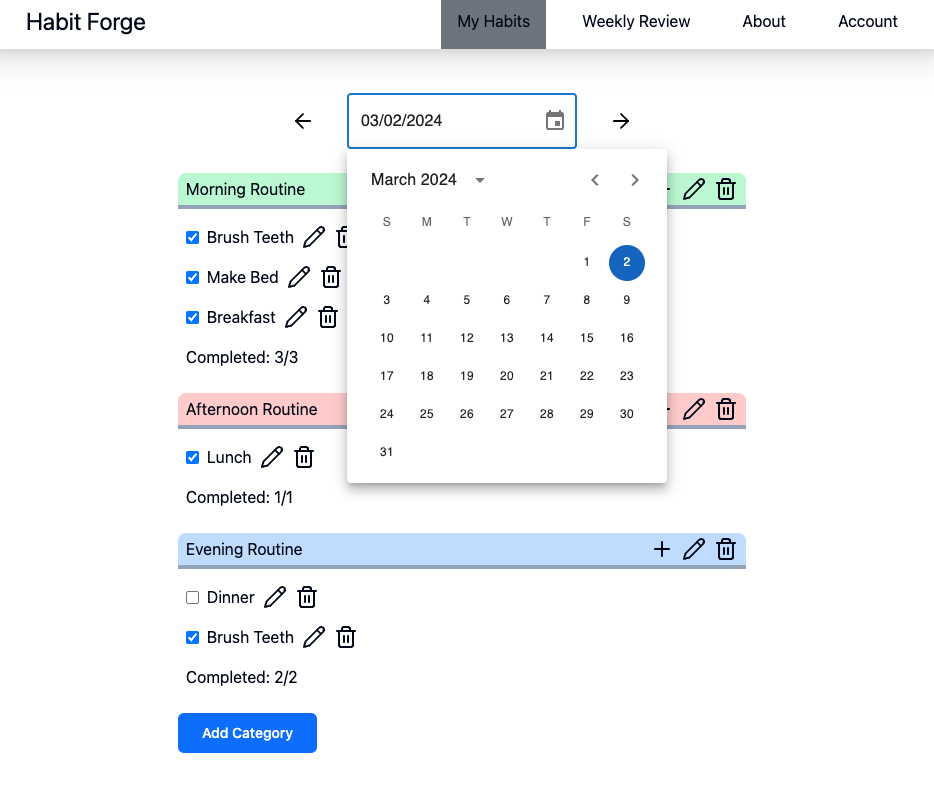 Habit Forge My Habits Weekly Review About Account
03/02/2024
March 2024
S M T W T F S
1 2
3 4 5 6 7 8 9
10 11 12 13 14 15 16
17 18 19 20 21 22 23
24 25 26 27 28 29 30
31
Morning Routine
Brush Teeth
Make Bed
Breakfast
Completed: 3/3
Afternoon Routine
Lunch
Completed: 1/1
Evening Routine
Dinner
Brush Teeth
Completed: 2/2
Add Category